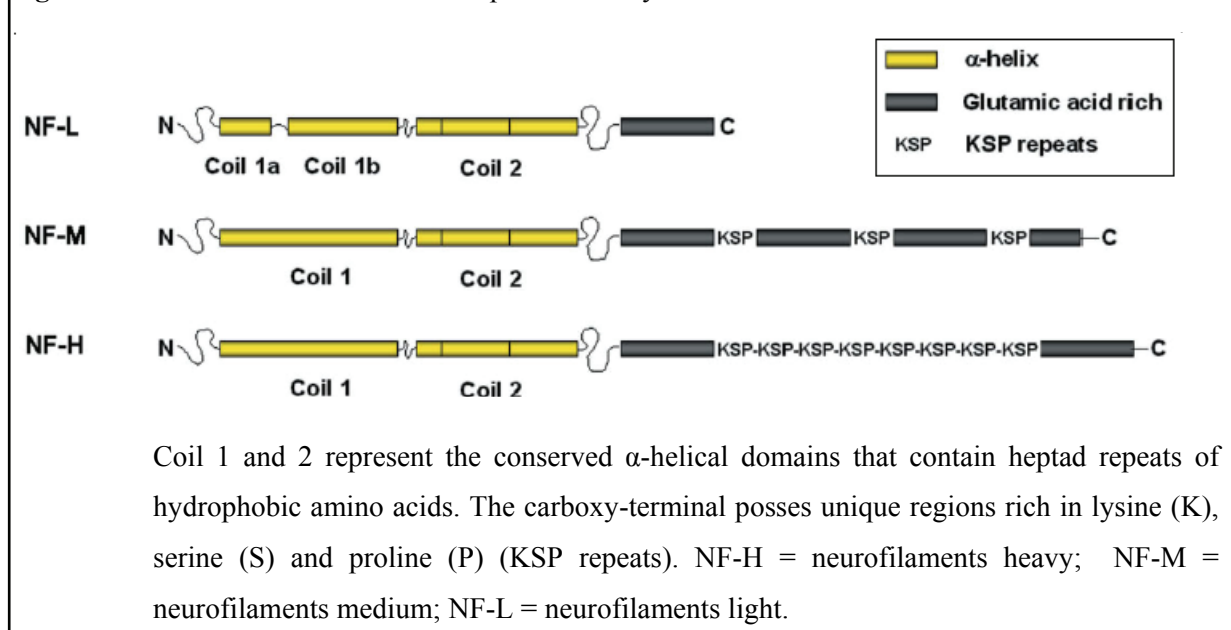 α-helix
Glutamic acid rich
KSP KSP repeats
NF-L N C
Coil 1a Coil 1b Coil 2
NF-M N KSP KSP KSP C
Coil 1 Coil 2
NF-H N KSP-KSP-KSP-KSP-KSP-KSP-KSP-KSP C
Coil 1 Coil 2
Coil 1 and 2 represent the conserved α-helical domains that contain heptad repeats of
hydrophobic amino acids. The carboxy-terminal posses unique regions rich in lysine (K),
serine (S) and proline (P) (KSP repeats). NF-H = neurofilaments heavy; NF-M =
neurofilaments medium; NF-L = neurofilaments light.